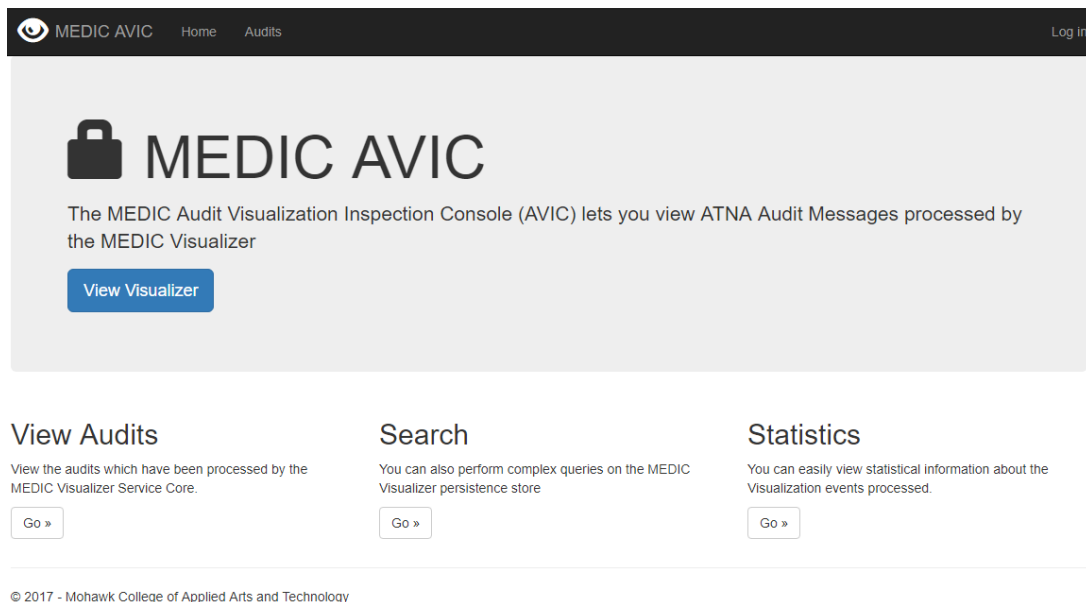 MEDIC AVIC Home Audits Log in
MEDIC AVIC
The MEDIC Audit Visualization Inspection Console (AVIC) lets you view ATNA Audit Messages processed by
the MEDIC Visualizer
View Visualizer
View Audits
View the audits which have been processed by the
MEDIC Visualizer Service Core.
Go »
Search
You can also perform complex queries on the MEDIC
Visualizer persistence store
Go »
Statistics
You can easily view statistical information about the
Visualization events processed.
Go »
© 2017 - Mohawk College of Applied Arts and Technology